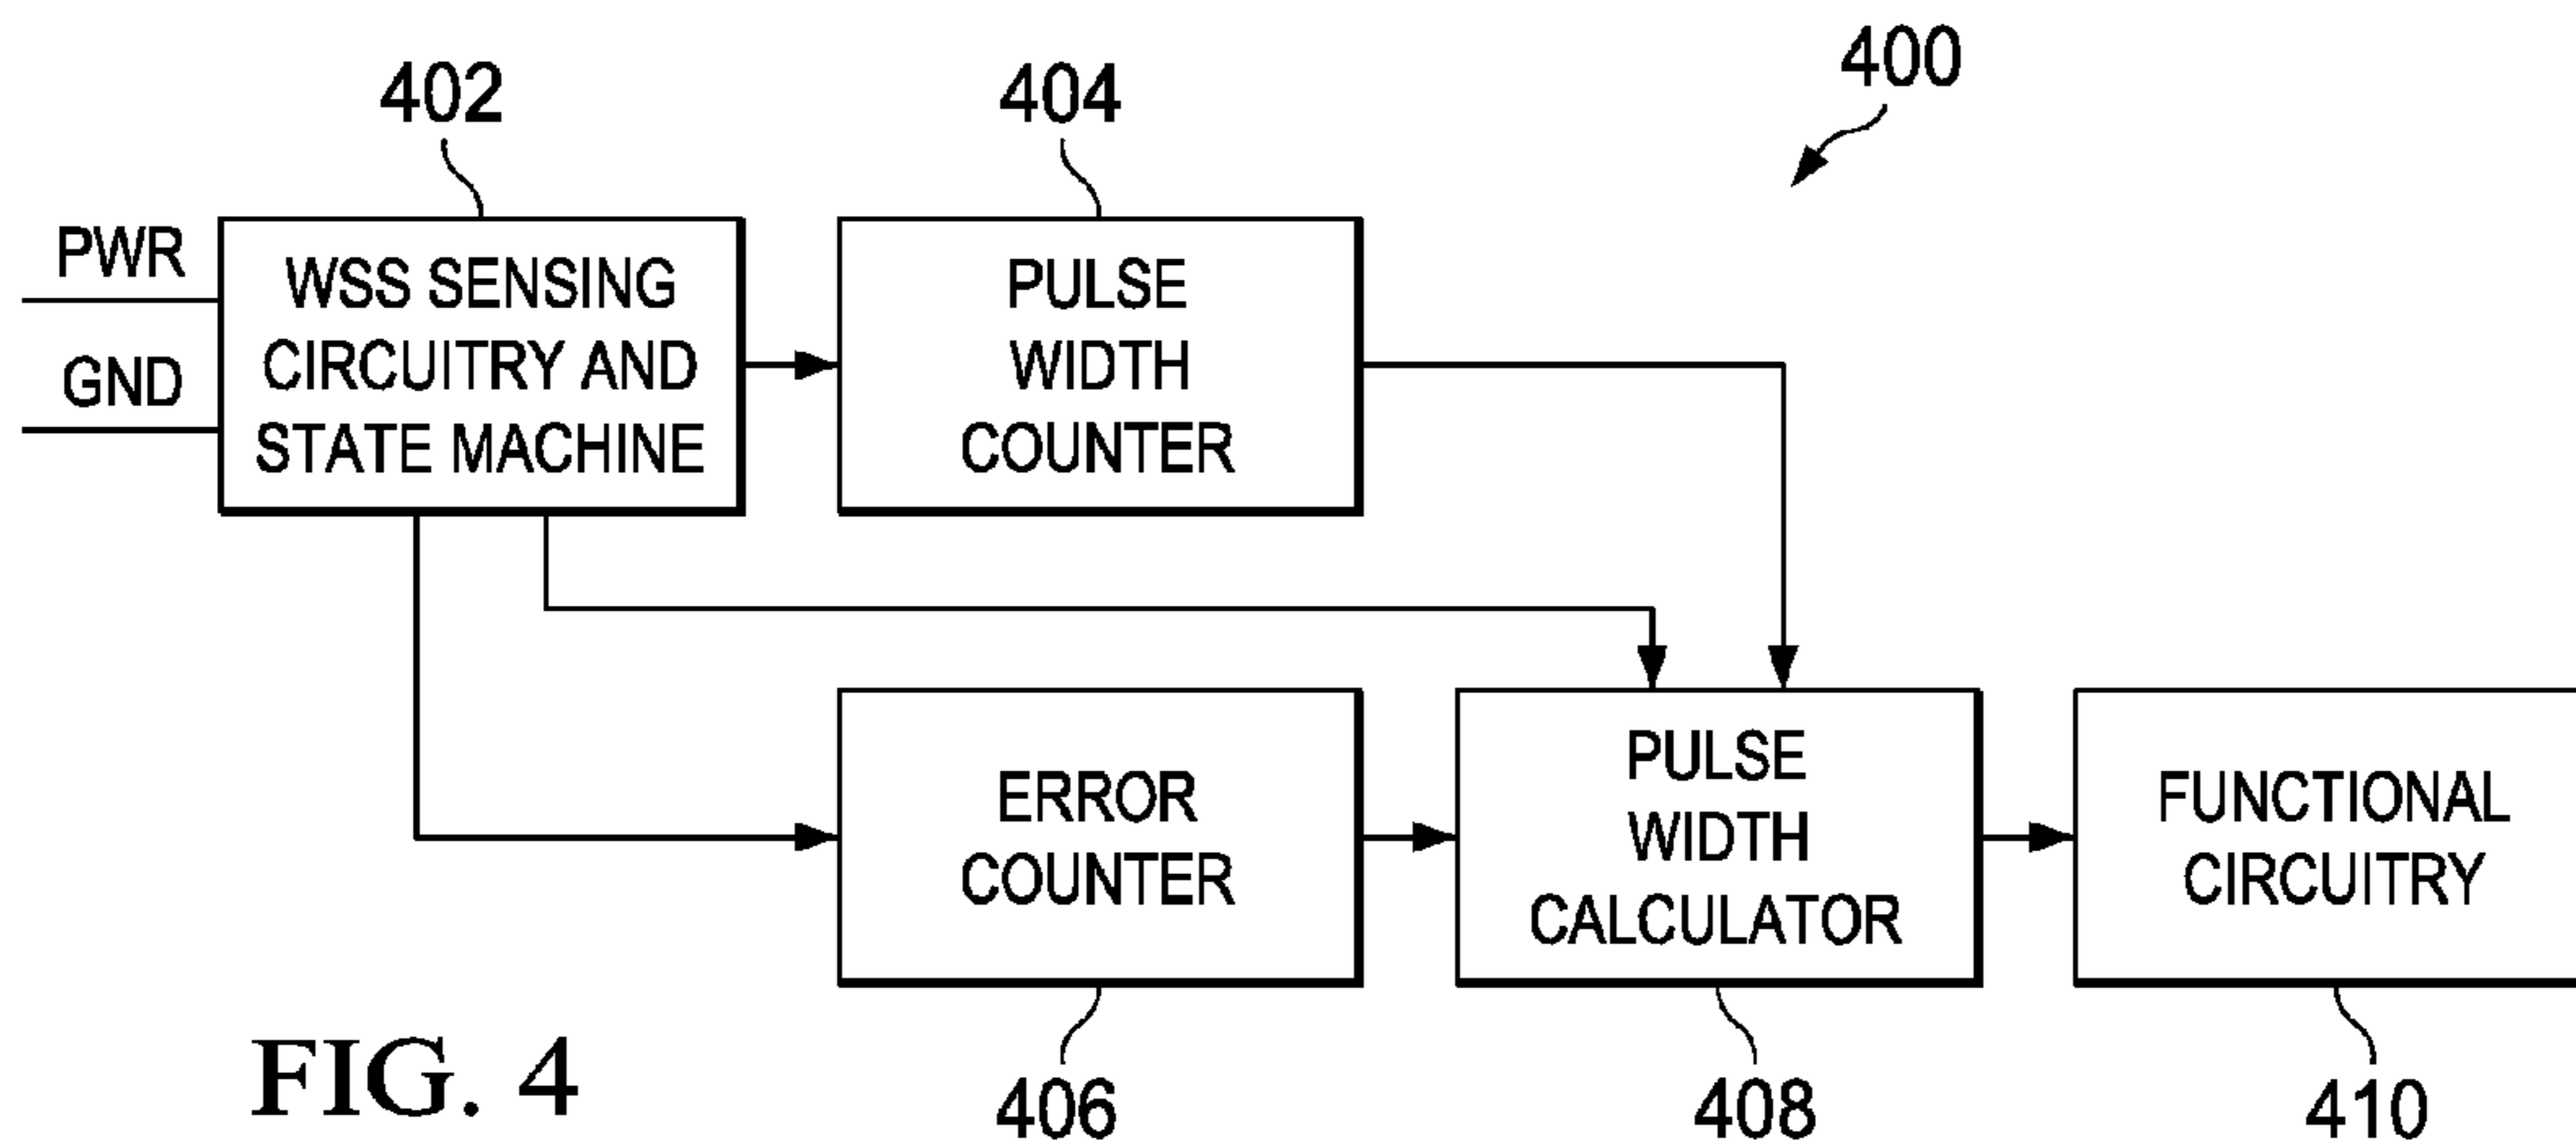 400
402
404
PWR
GND
WSS SENSING
CIRCUITRY AND
STATE MACHINE
PULSE
WIDTH
COUNTER
ERROR
COUNTER
PULSE
WIDTH
CALCULATOR
FUNCTIONAL
CIRCUITRY
406
408
410
FIG. 4